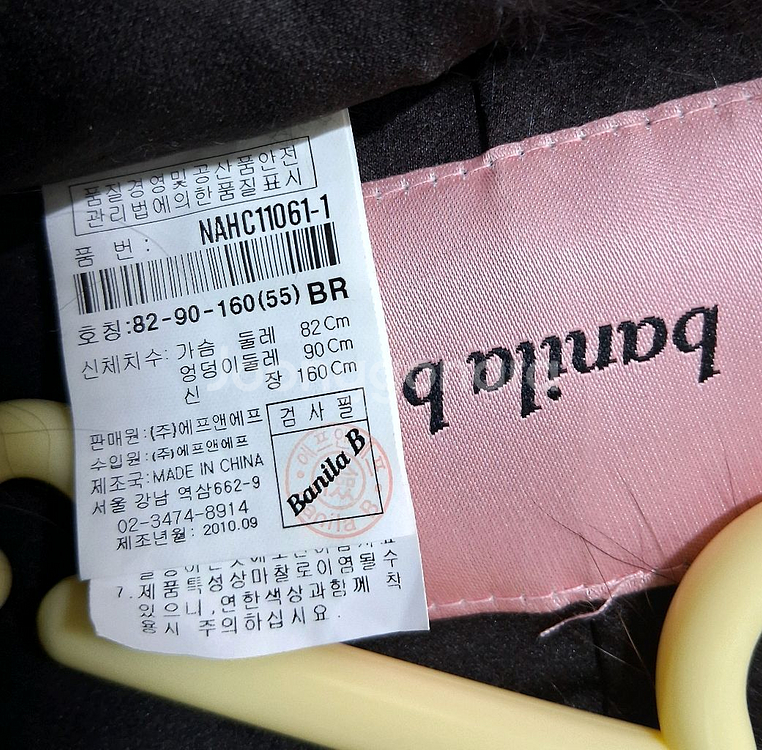 품질경영및공산품안전
관리법에의한품질표시
품 번 : NAHC11061-1
호칭:82-90-160(55) BR
신체치수: 가슴 둘레 82Cm
엉덩이둘레 90Cm
신 장 160Cm
검 사 필
Banila B
판매원:(주)에프앤에프
수입원:(주)에프앤에프
제조국:MADE IN CHINA
서울 강남 역삼662-9
02-3474-8914
제조년월: 2010.09
7.제품특성상마찰로이염될수
있으니,연한색상과함께 착
용시 주의하십시요.
banila b